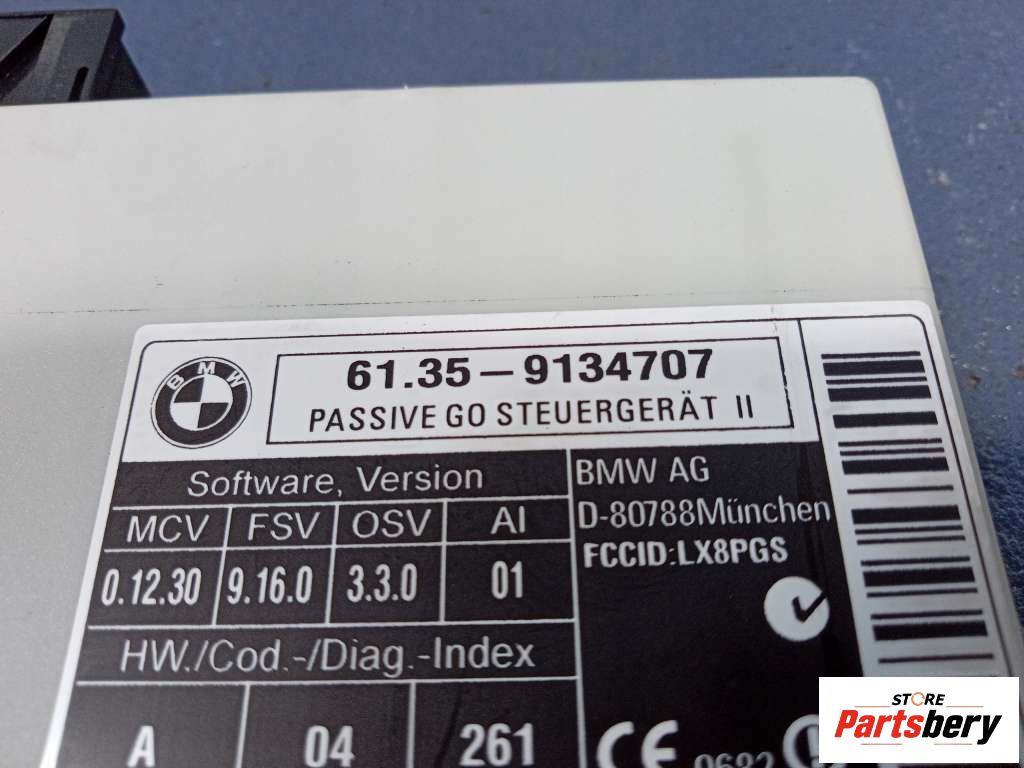 BMW
61.35 – 9134707
PASSIVE GO STEUERGERÄT II
Software, Version
MCV FSV OSV AI
0.12.30 9.16.0 3.3.0 01
HW./Cod.-/Diag.-Index
A 04 261
BMW AG
D-80788München
FCCID:LX8PGS
CE 0682
STORE
Partsbery